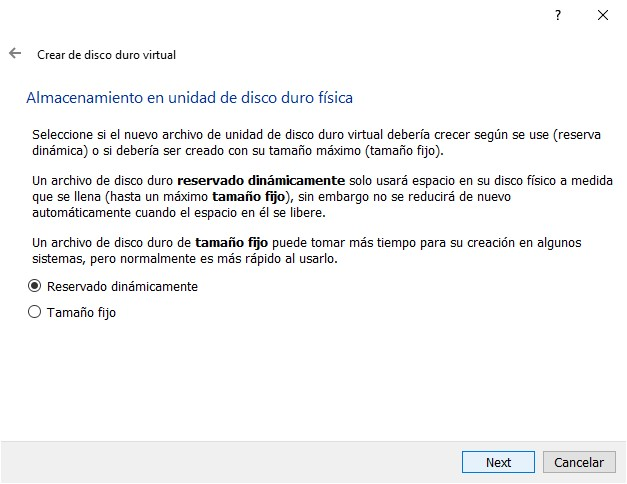 ?
Crear de disco duro virtual
Almacenamiento en unidad de disco duro física
Seleccione si el nuevo archivo de unidad de disco duro virtual debería crecer según se use (reserva
dinámica) o si debería ser creado con su tamaño máximo (tamaño fijo).
Un archivo de disco duro reservado dinámicamente solo usará espacio en su disco físico a medida
que se llena (hasta un máximo tamaño fijo), sin embargo no se reducirá de nuevo
automáticamente cuando el espacio en él se libere.
Un archivo de disco duro de tamaño fijo puede tomar más tiempo para su creación en algunos
sistemas, pero normalmente es más rápido al usarlo.
Reservado dinámicamente
Tamaño fijo
Next
Cancelar